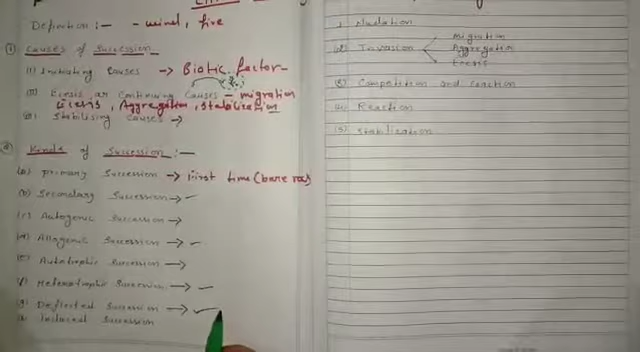 Defination :- - wind, fire
(1) Causes of Succession
(i) Initiating Causes → Biotic factor-
(ii) Ecesis or Continuing Causes - migration
Ecesis, Aggregation, Stabilization
(iii) Stabilising Causes →
(2) Kinds of Succession :-
(a) primary Succession → First time (bare
(b) Secondary Succession →
(c) Autogenic Succession →
(d) Allogenic Succession →
(e) Autotrophic Succession →
(f) Heterotrophic Succession →
(g) Deflected Succession →
Induced Succession
1. Nudation
(2) Invasion
Migration
Aggregation
Ecesis
(3) Competition and reaction
(4) Reaction
(5) Stabilization